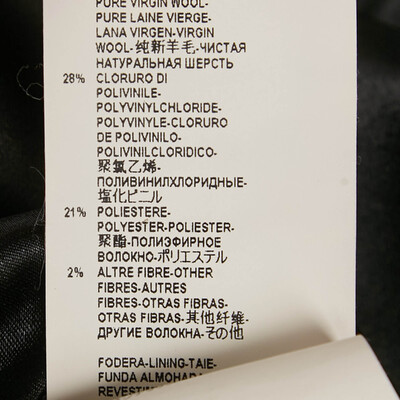 PURE VIRGIN WOOL-
PURE LAINE VIERGE-
LANA VIRGEN-VIRGIN
WOOL-纯新羊毛-ЧИСТАЯ
НАТУРАЛЬНАЯ ШЕРСТЬ
28% CLORURO DI
POLIVINILE-
POLYVINYLCHLORIDE-
POLYVINYLE-CLORURO
DE POLIVINILO-
POLIVINILCLORIDICO-
聚氯乙烯-
ПОЛИВИНИЛХЛОРИДНЫЕ-
塩化ビニル
21% POLIESTERE-
POLYESTER-POLIESTER-
聚酯-ПОЛИЭФИРНОЕ
ВОЛОКНО-ポリエステル
2% ALTRE FIBRE-OTHER
FIBRES-AUTRES
FIBRES-OTRAS FIBRAS-
OTRAS FIBRAS-其他纤维-
ДРУГИЕ ВОЛОКНА-その他
FODERA-LINING-TAIE-
FUNDA ALMOHADA